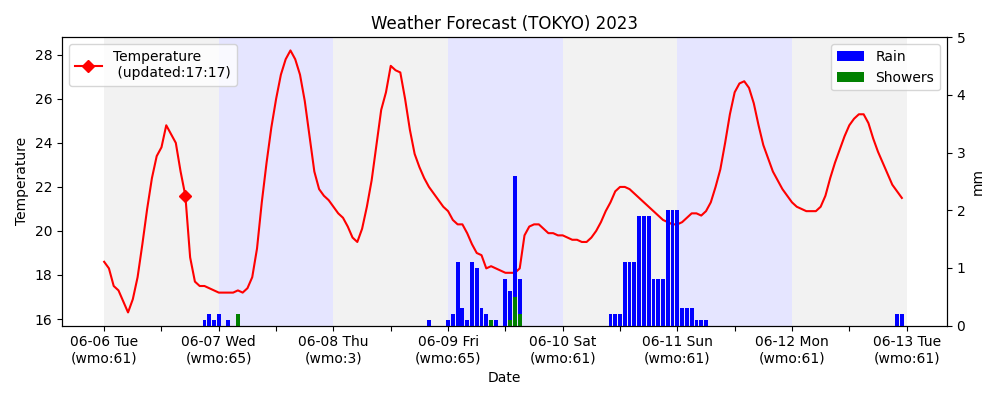 Weather Forecast (TOKYO) 2023
Temperature
(updated:17:17)
Rain
Showers
Temperature
28
26
24
22
20
18
16
mm
5
4
3
2
1
0
06-06 Tue
(wmo:61)
06-07 Wed
(wmo:65)
06-08 Thu
(wmo:3)
06-09 Fri
(wmo:65)
06-10 Sat
(wmo:61)
06-11 Sun
(wmo:61)
06-12 Mon
(wmo:61)
06-13 Tue
(wmo:61)
Date